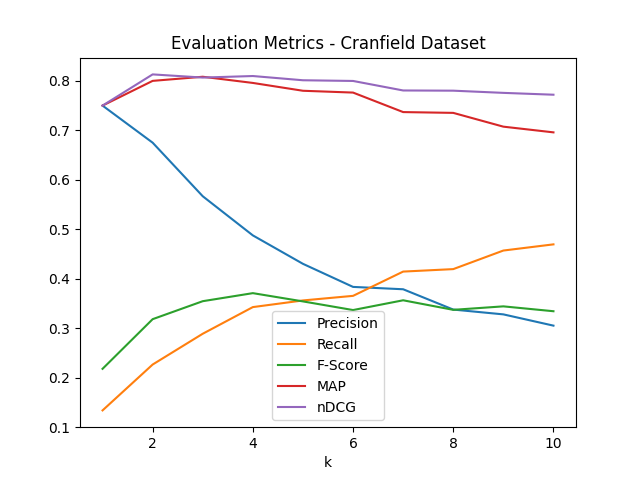 Evaluation Metrics - Cranfield Dataset
0.8
0.7
0.6
0.5
0.4
0.3
0.2
0.1
Precision
Recall
F-Score
MAP
nDCG
2 4 6 8 10
k